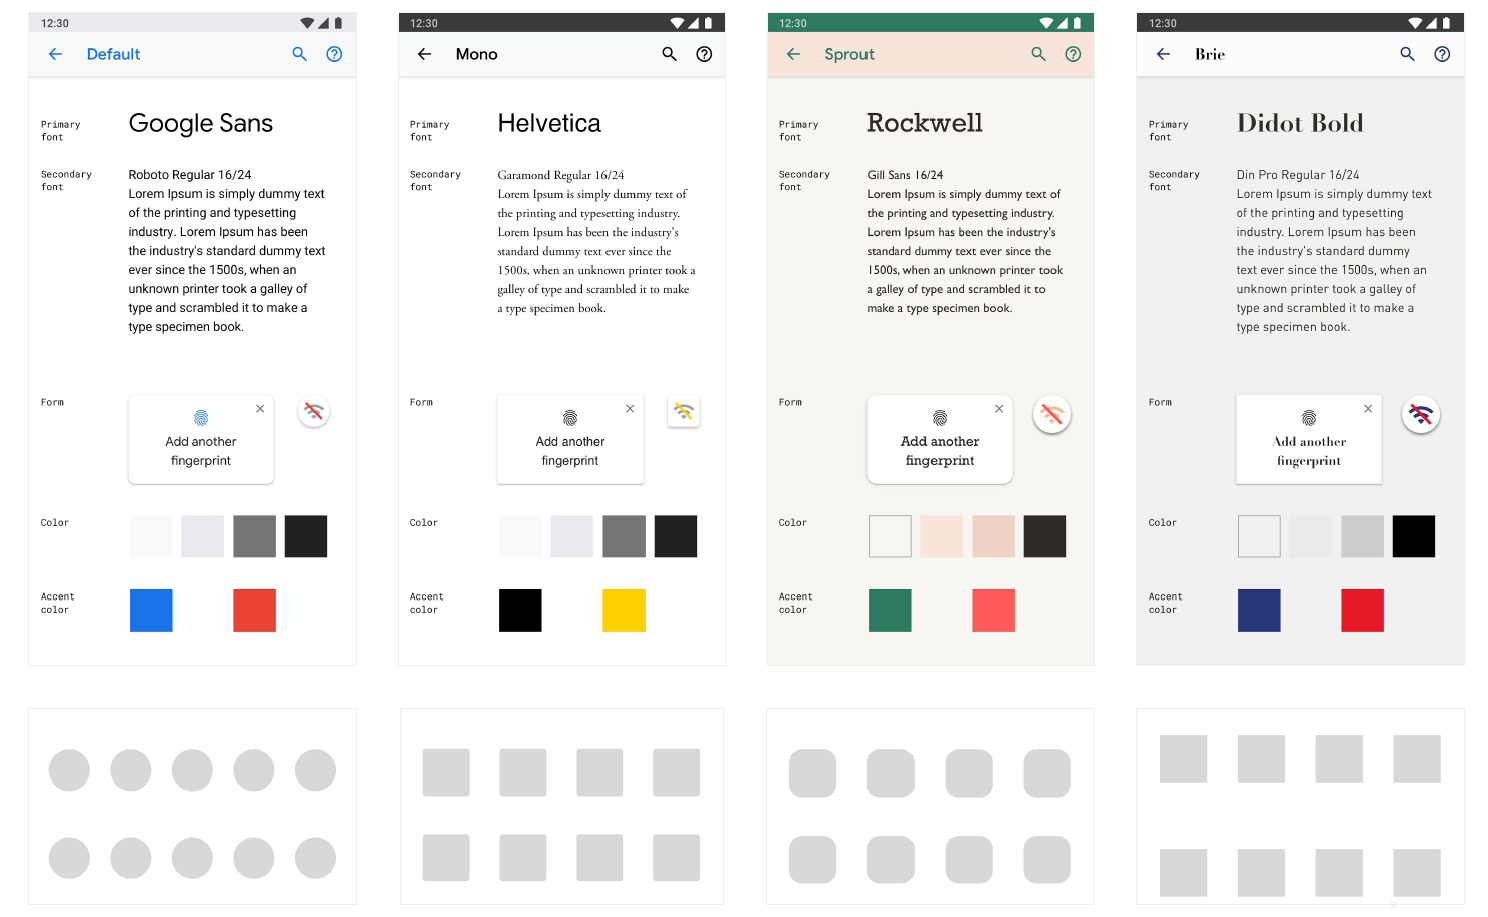 12:30
Default
Primary
font
Google Sans
Secondary
font
Roboto Regular 16/24
Lorem Ipsum is simply dummy text
of the printing and typesetting
industry. Lorem Ipsum has been
the industry's standard dummy text
ever since the 1500s, when an
unknown printer took a galley of
type and scrambled it to make a
type specimen book.
Form
Add another
fingerprint
Color
Accent
color
12:30
Mono
Primary
font
Helvetica
Secondary
font
Garamond Regular 16/24
Lorem Ipsum is simply dummy text of
the printing and typesetting industry.
Lorem Ipsum has been the industry's
standard dummy text ever since the
1500s, when an unknown printer took a
galley of type and scrambled it to make
a type specimen book.
Form
Add another
fingerprint
Color
Accent
color
12:30
Sprout
Primary
font
Rockwell
Secondary
font
Gill Sans 16/24
Lorem Ipsum is simply dummy text of
the printing and typesetting industry.
Lorem Ipsum has been the industry's
standard dummy text ever since the
1500s, when an unknown printer took
a galley of type and scrambled it to
make a type specimen book.
Form
Add another
fingerprint
Color
Accent
color
12:30
Brie
Primary
font
Didot Bold
Secondary
font
Din Pro Regular 16/24
Lorem Ipsum is simply dummy text
of the printing and typesetting
industry. Lorem Ipsum has been
the industry's standard dummy
text ever since the 1500s, when an
unknown printer took a galley of
type and scrambled it to make a
type specimen book.
Form
Add another
fingerprint
Color
Accent
color